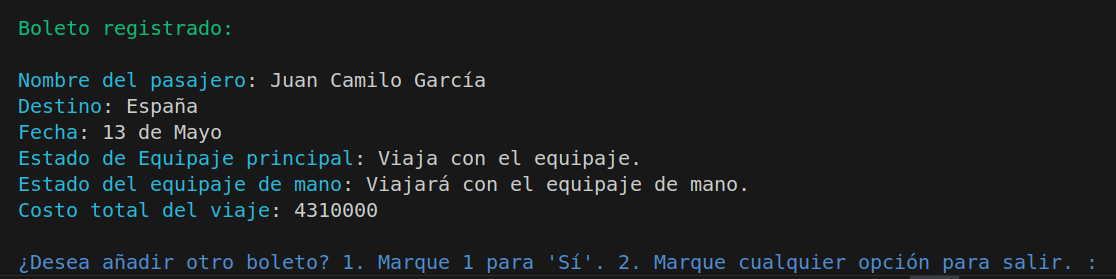 Boleto registrado:
Nombre del pasajero: Juan Camilo García
Destino: España
Fecha: 13 de Mayo
Estado de Equipaje principal: Viaja con el equipaje.
Estado del equipaje de mano: Viajará con el equipaje de mano.
Costo total del viaje: 4310000
¿Desea añadir otro boleto? 1. Marque 1 para 'Sí'. 2. Marque cualquier opción para salir. :